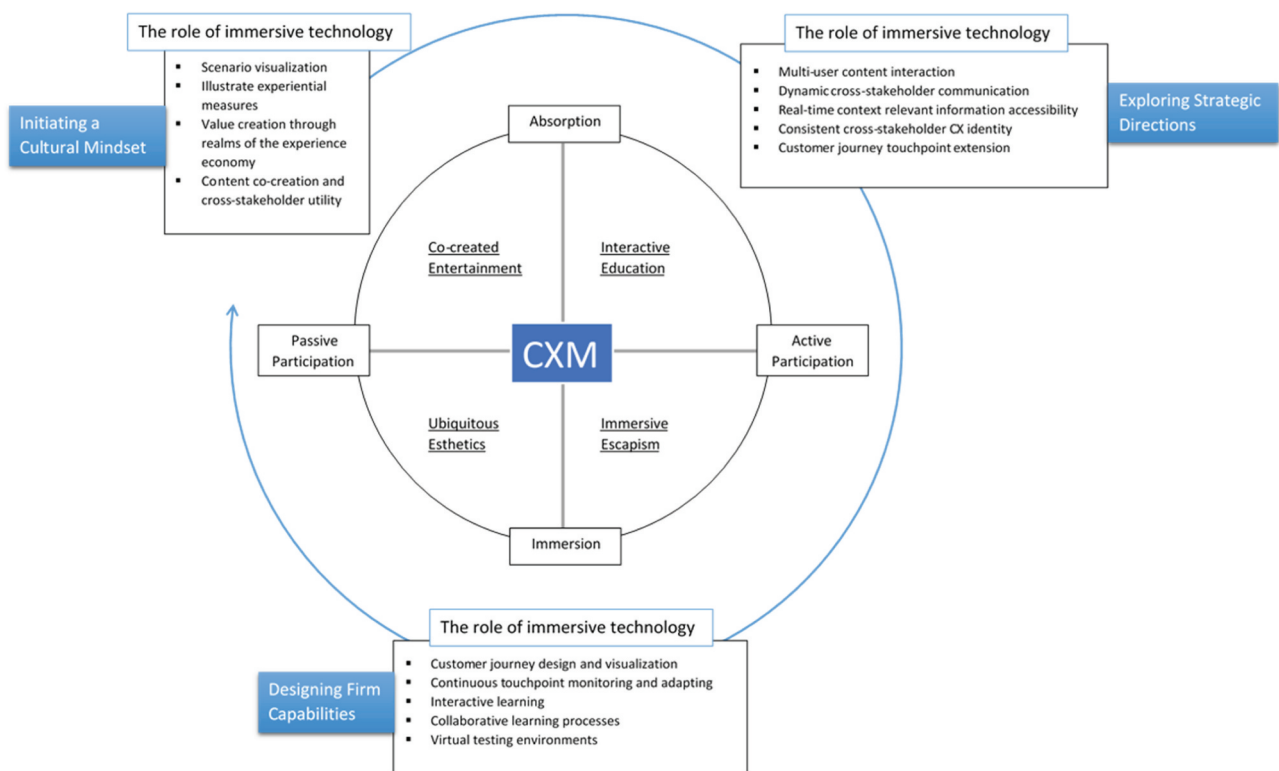 The role of immersive technology
▪ Scenario visualization
▪ Illustrate experiential
measures
▪ Value creation through
realms of the experience
economy
▪ Content co-creation and
cross-stakeholder utility
Initiating a
Cultural Mindset
The role of immersive technology
▪ Multi-user content interaction
▪ Dynamic cross-stakeholder communication
▪ Real-time context relevant information accessibility
▪ Consistent cross-stakeholder CX identity
▪ Customer journey touchpoint extension
Exploring Strategic
Directions
Absorption
Co-created
Entertainment
Interactive
Education
Passive
Participation
CXM
Active
Participation
Ubiquitous
Esthetics
Immersive
Escapism
Immersion
The role of immersive technology
▪ Customer journey design and visualization
▪ Continuous touchpoint monitoring and adapting
▪ Interactive learning
▪ Collaborative learning processes
▪ Virtual testing environments
Designing Firm
Capabilities